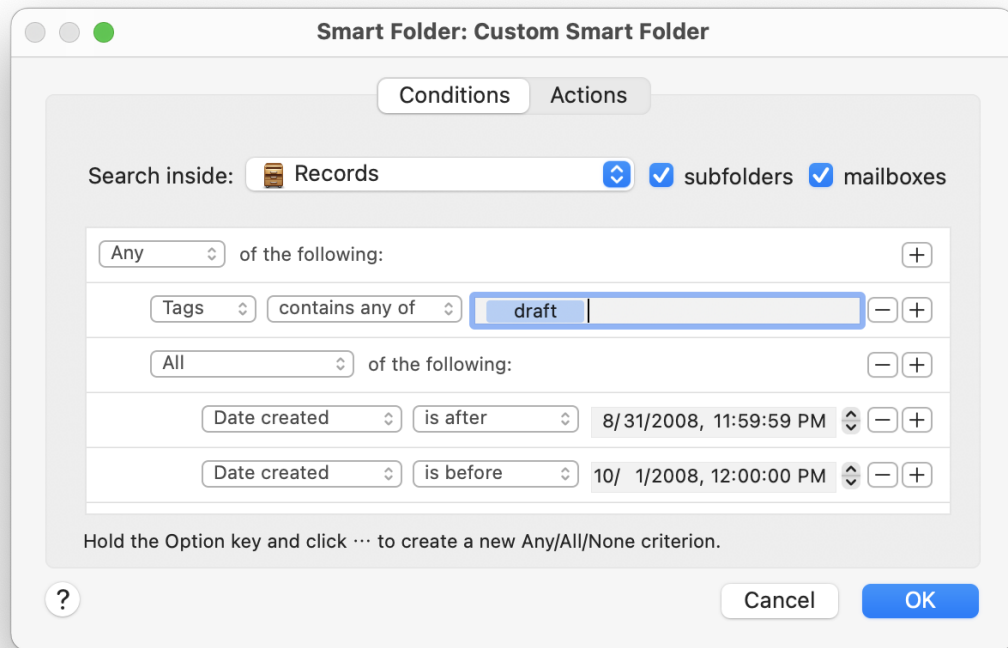 Smart Folder: Custom Smart Folder
Conditions Actions
Search inside: Records subfolders mailboxes
Any of the following:
Tags contains any of draft
All of the following:
Date created is after 8/31/2008, 11:59:59 PM
Date created is before 10/ 1/2008, 12:00:00 PM
Hold the Option key and click ··· to create a new Any/All/None criterion.
? Cancel OK